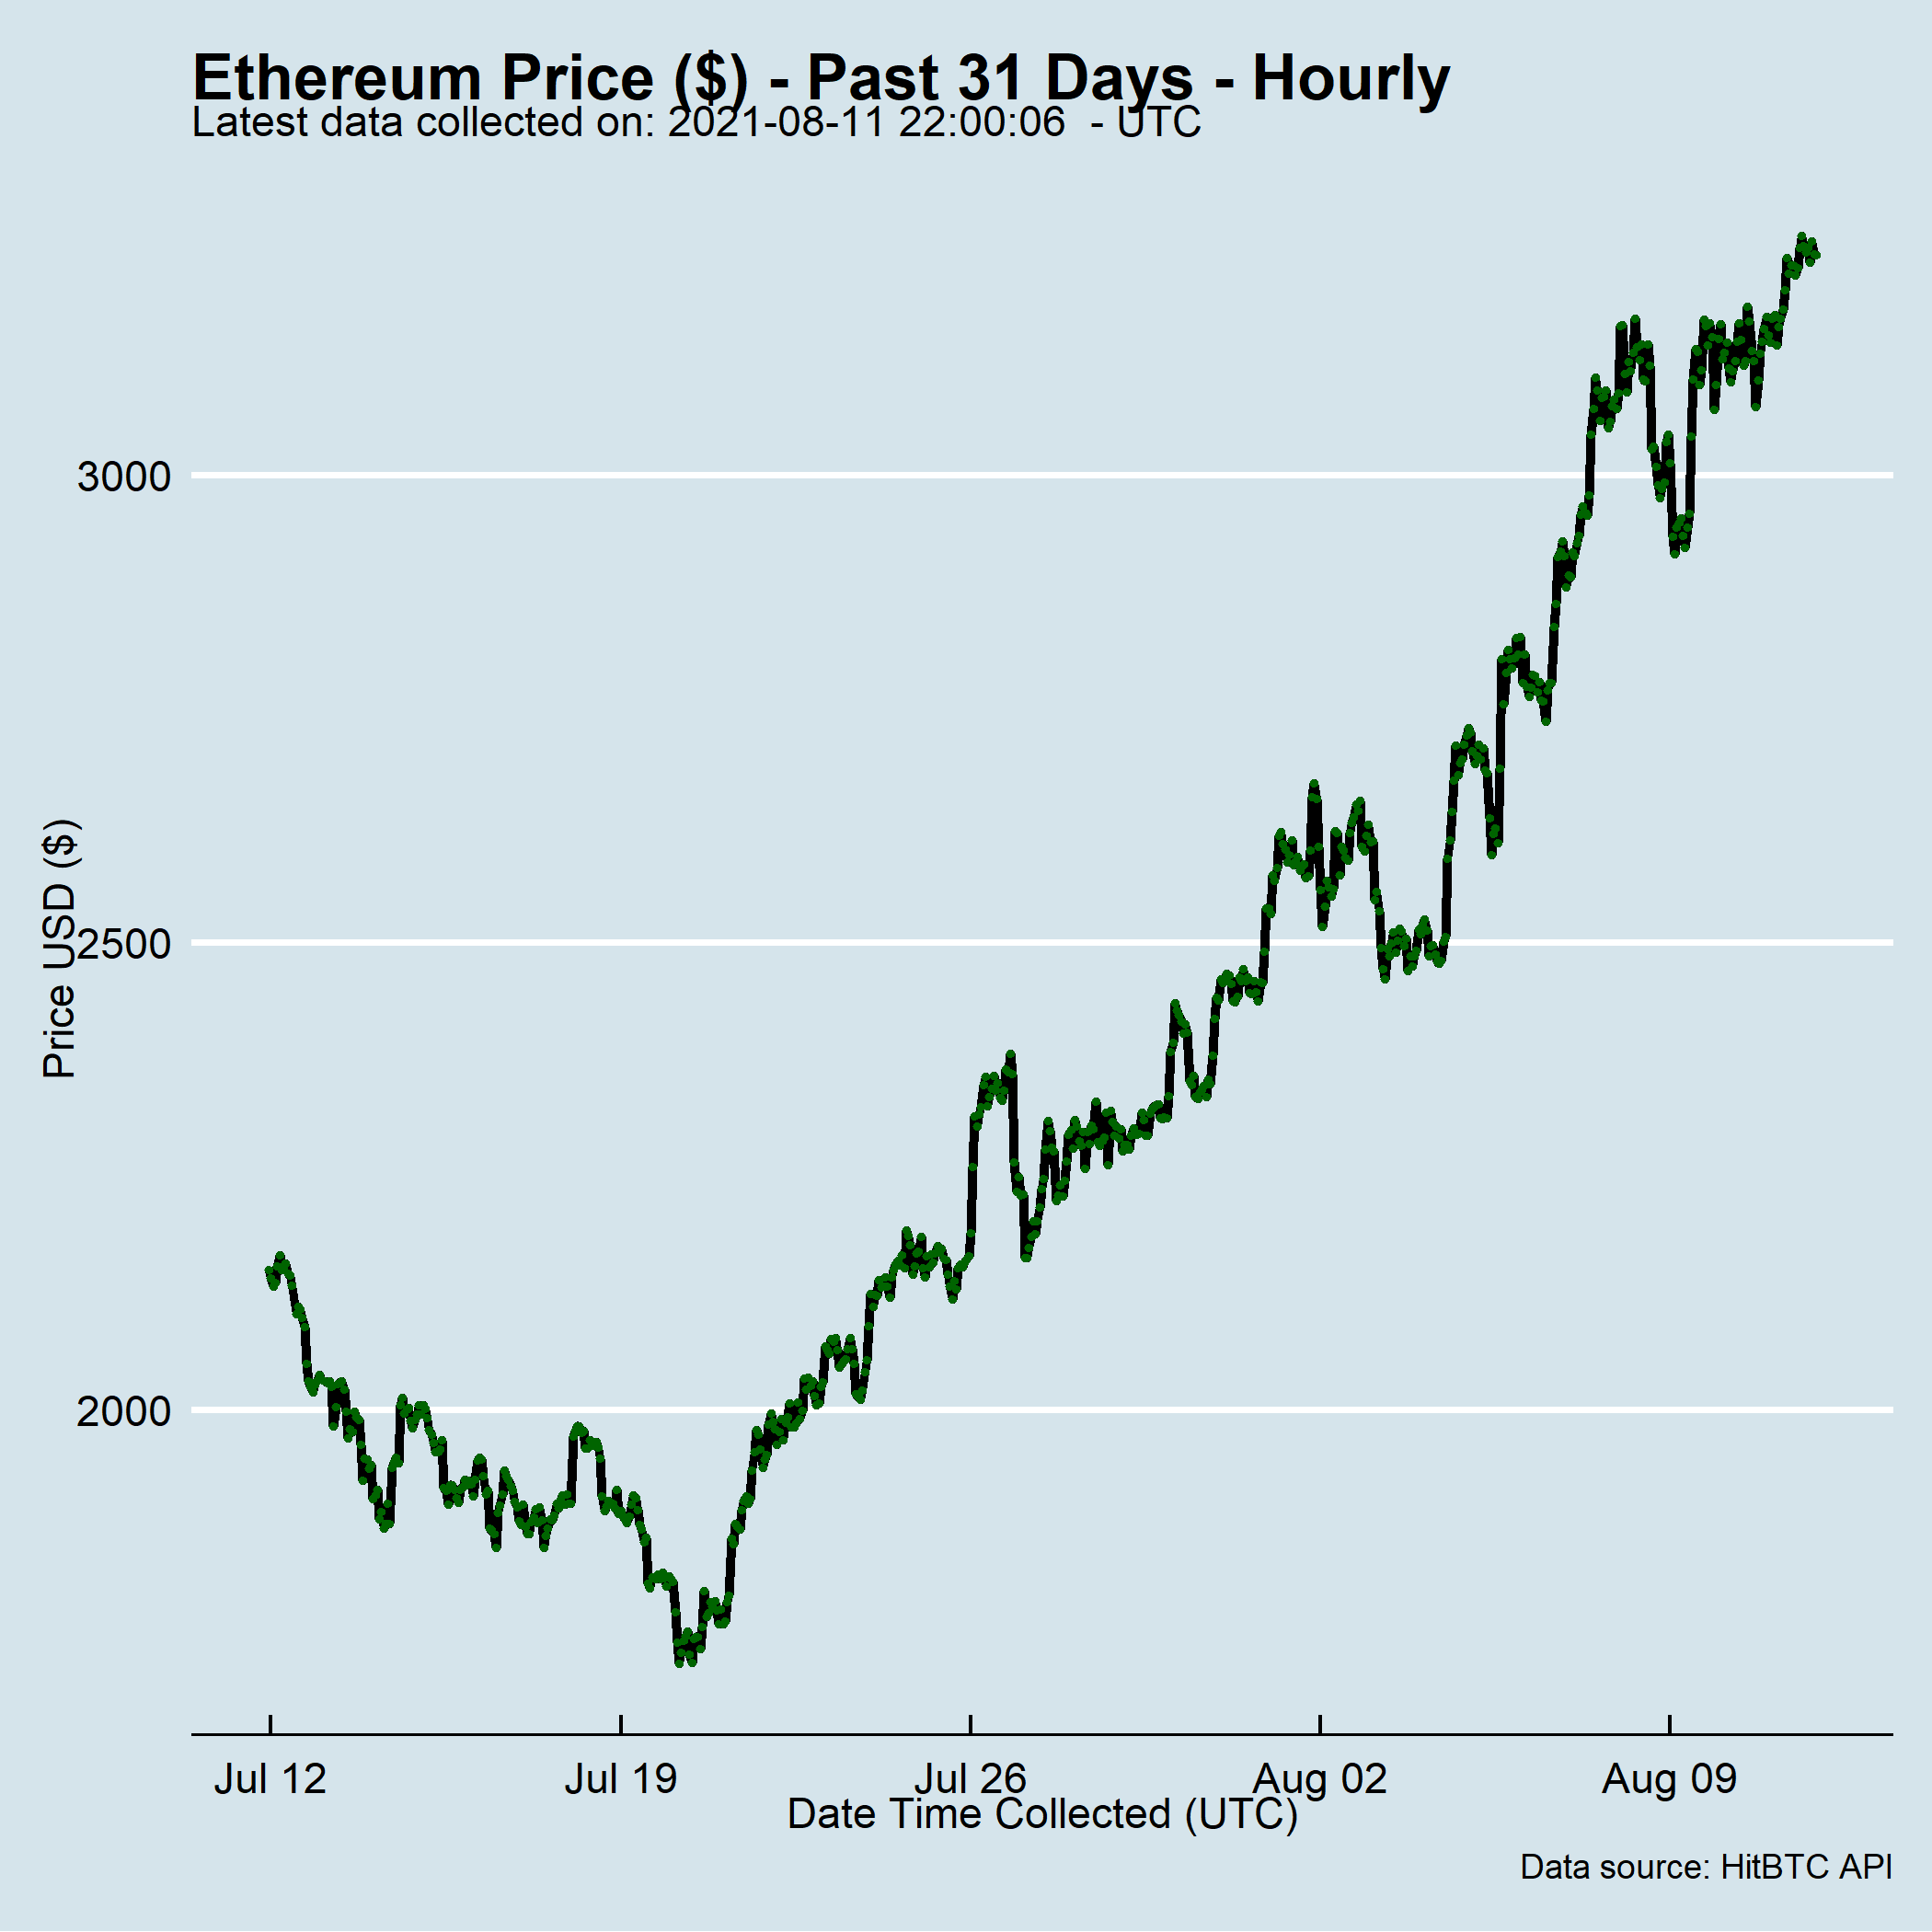 Ethereum Price ($) - Past 31 Days - Hourly
Latest data collected on: 2021-08-11 22:00:06  - UTC
Price USD ($)
3000
2500
2000
Jul 12
Jul 19
Jul 26
Aug 02
Aug 09
Date Time Collected (UTC)
Data source: HitBTC API